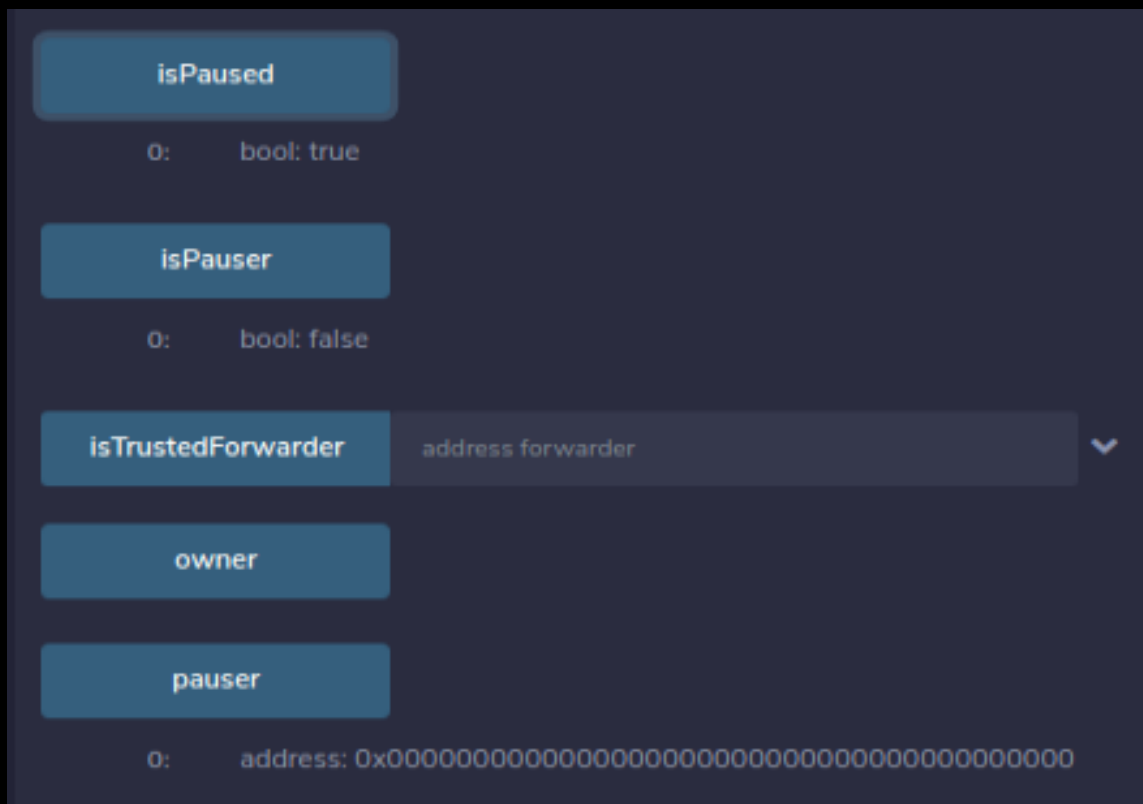 isPaused
0: bool: true
isPauser
0: bool: false
isTrustedForwarder address forwarder
owner
pauser
0: address: 0x0000000000000000000000000000000000000000